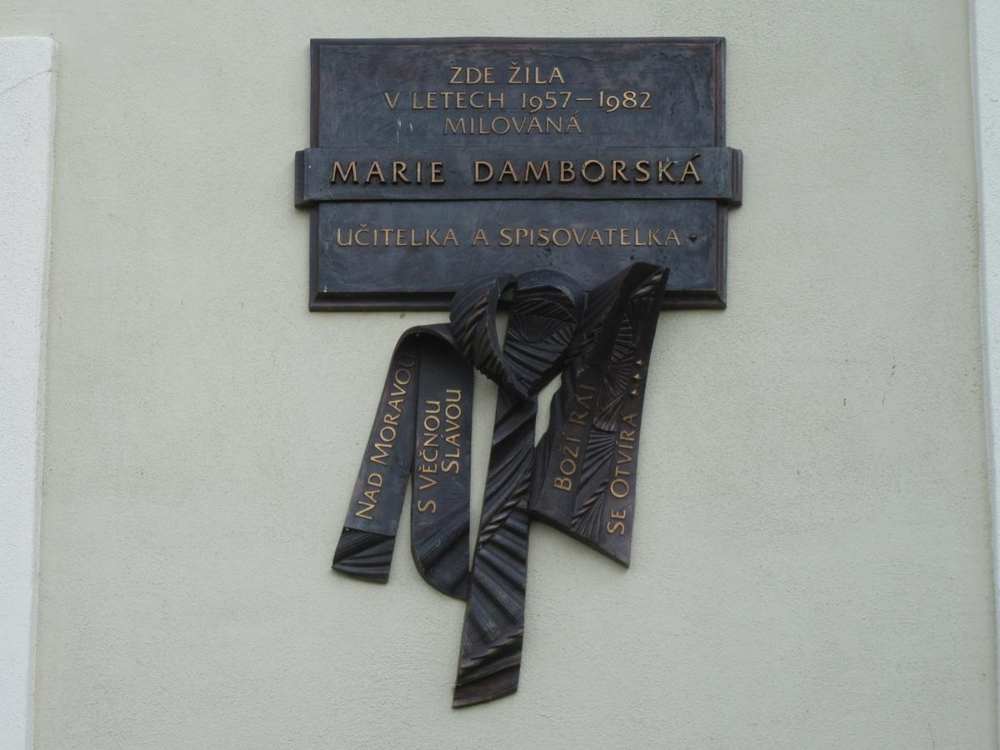 ZDE ŽILA
V LETECH 1957–1982
MILOVANÁ
MARIE DAMBORSKÁ
UČITELKA A SPISOVATELKA
NAD MORAVOU
S VĚČNOU
SLÁVOU
BOŽÍ RÁJ
SE OTVÍRÁ ...